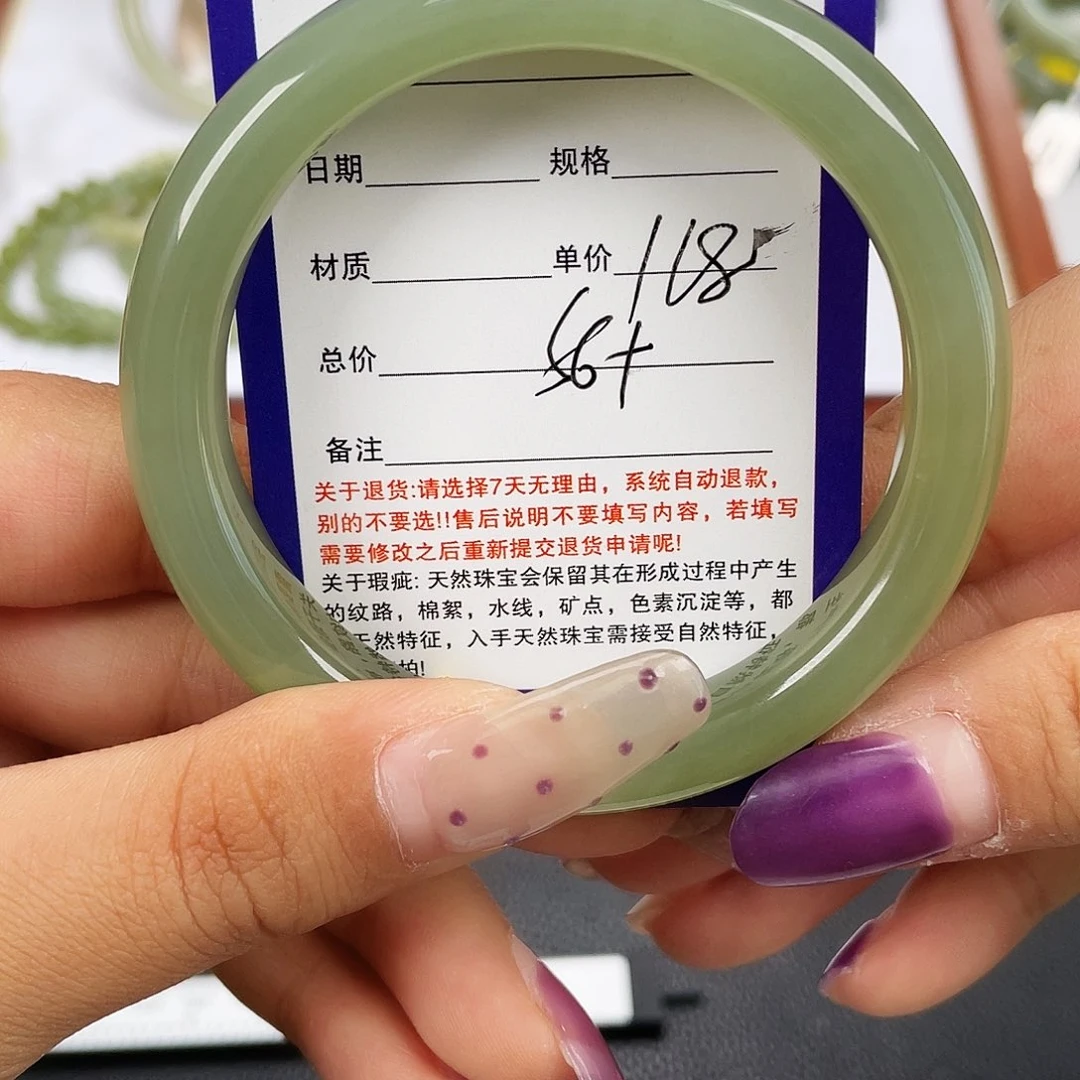 日期 规格
材质 单价 118
总价 56+
备注
关于退货:请选择7天无理由，系统自动退款，
别的不要选!!售后说明不要填写内容，若填写
需要修改之后重新提交退货申请呢!
关于瑕疵: 天然珠宝会保留其在形成过程中产生
的纹路，棉絮，水线，矿点，色素沉淀等，都
天然特征，入手天然珠宝需接受自然特征，
拍!